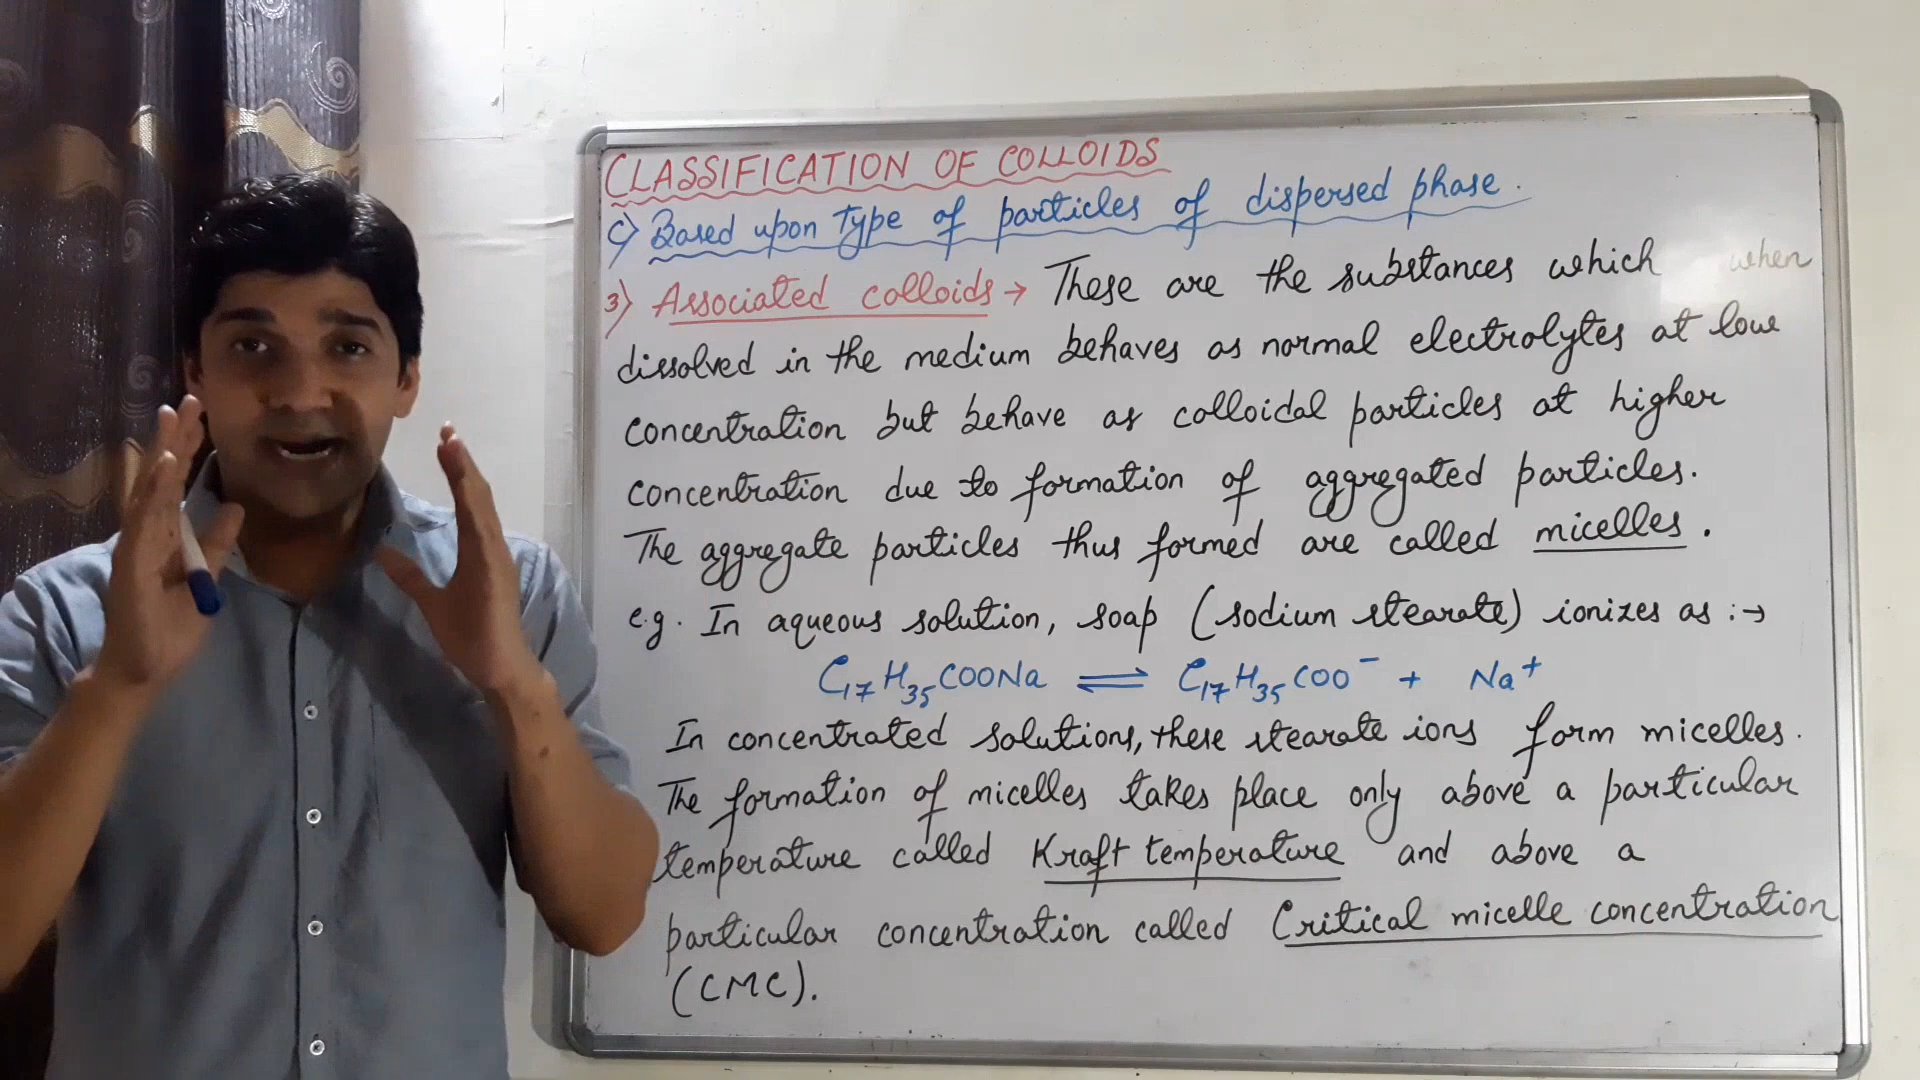 CLASSIFICATION OF COLLOIDS
C) Based upon type of particles of dispersed phase.
3) Associated colloids → These are the substances which when
dissolved in the medium behaves as normal electrolytes at low
concentration but behave as colloidal particles at higher
concentration due to formation of aggregated particles.
The aggregate particles thus formed are called micelles.
e.g. In aqueous solution, soap (sodium stearate) ionizes as :→
C₁₇H₃₅COONa ⇌ C₁₇H₃₅COO⁻ + Na⁺
In concentrated solutions, these stearate ions form micelles.
The formation of micelles takes place only above a particular
temperature called Kraft temperature and above a
particular concentration called Critical micelle concentration
(CMC).